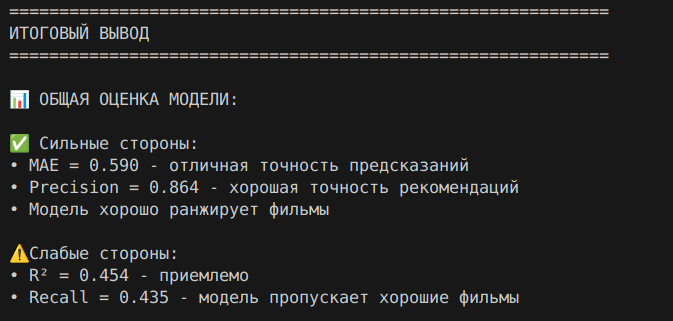 ============================================================
ИТОГОВЫЙ ВЫВОД
============================================================
📊 ОБЩАЯ ОЦЕНКА МОДЕЛИ:
✅ Сильные стороны:
• MAE = 0.590 - отличная точность предсказаний
• Precision = 0.864 - хорошая точность рекомендаций
• Модель хорошо ранжирует фильмы
⚠️Слабые стороны:
• R² = 0.454 - приемлемо
• Recall = 0.435 - модель пропускает хорошие фильмы